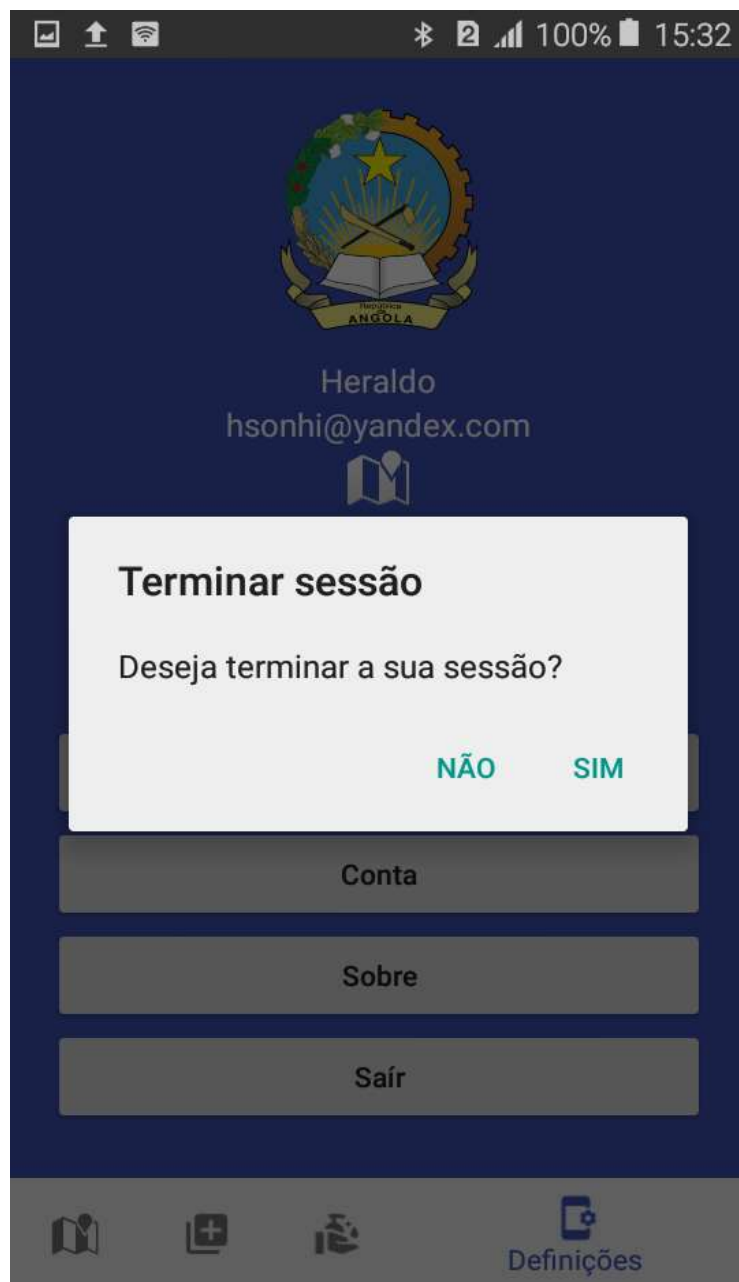 2 100% 15:32
República
de
ANGOLA
Heraldo
hsonhi@yandex.com
Terminar sessão
Deseja terminar a sua sessão?
NÃO SIM
Conta
Sobre
Saír
Definições